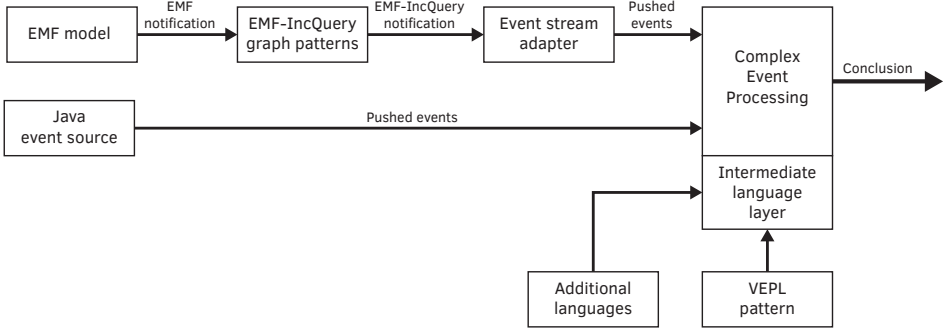 EMF model
EMF
notification
EMF-IncQuery
graph patterns
EMF-IncQuery
notification
Event stream
adapter
Pushed
events
Complex
Event
Processing
Conclusion
Java
event source
Pushed events
Intermediate
language
layer
Additional
languages
VEPL
pattern